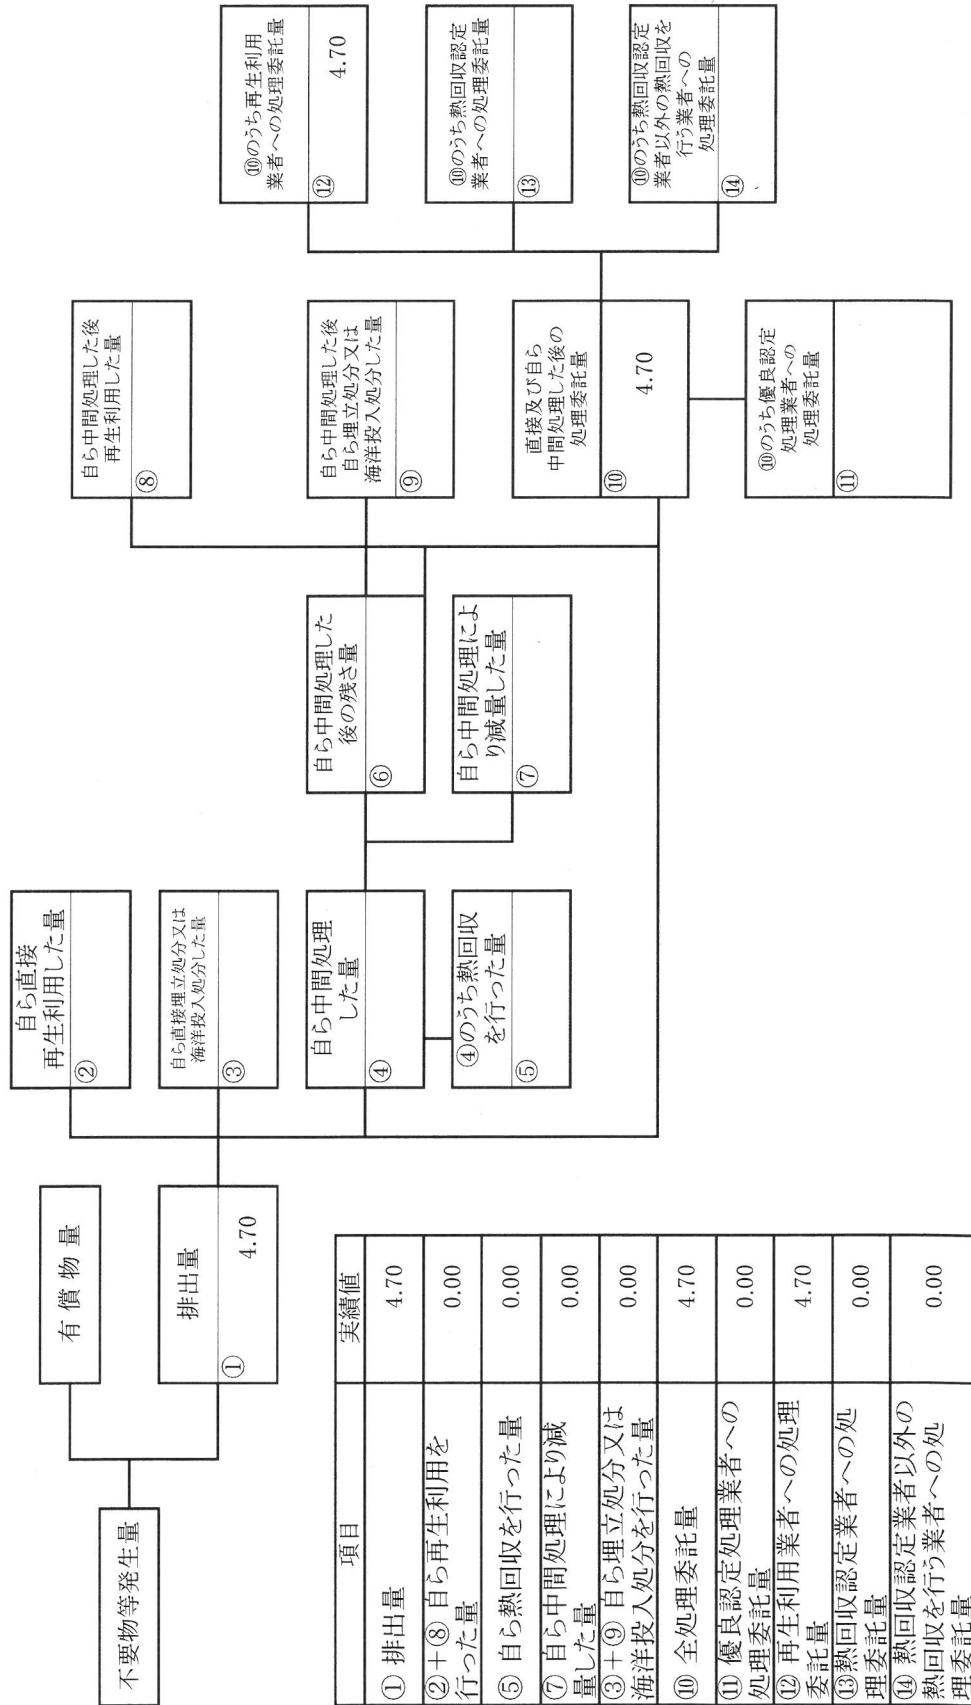 不要物等発生量
有償物量
排出量
①
4.70
自ら直接
再生利用した量
②
自ら直接埋立処分又は
海洋投入処分した量
③
自ら中間処理
した量
④
④のうち熱回収
を行った量
⑤
自ら中間処理した
後の残さ量
⑥
自ら中間処理によ
り減量した量
⑦
自ら中間処理した後
再生利用した量
⑧
自ら中間処理した後
自ら埋立処分又は
海洋投入処分した量
⑨
直接及び自ら
中間処理した後の
処理委託量
⑩
4.70
⑩のうち優良認定
処理業者への
処理委託量
⑪
⑩のうち再生利用
業者への処理委託量
⑫
4.70
⑩のうち熱回収認定
業者への処理委託量
⑬
⑩のうち熱回収認定
業者以外の熱回収を
行う業者への
処理委託量
⑭
項目
実績値
① 排出量
4.70
②+⑧ 自ら再生利用を
行った量
0.00
⑤ 自ら熱回収を行った量
0.00
⑦ 自ら中間処理により減
量した量
0.00
③+⑨ 自ら埋立処分又は
海洋投入処分を行った量
0.00
⑩ 全処理委託量
4.70
⑪ 優良認定処理業者への
処理委託量
0.00
⑫ 再生利用業者への処理
委託量
4.70
⑬熱回収認定業者への処
理委託量
0.00
⑭ 熱回収認定業者以外の
熱回収を行う業者への処
理委託量
0.00